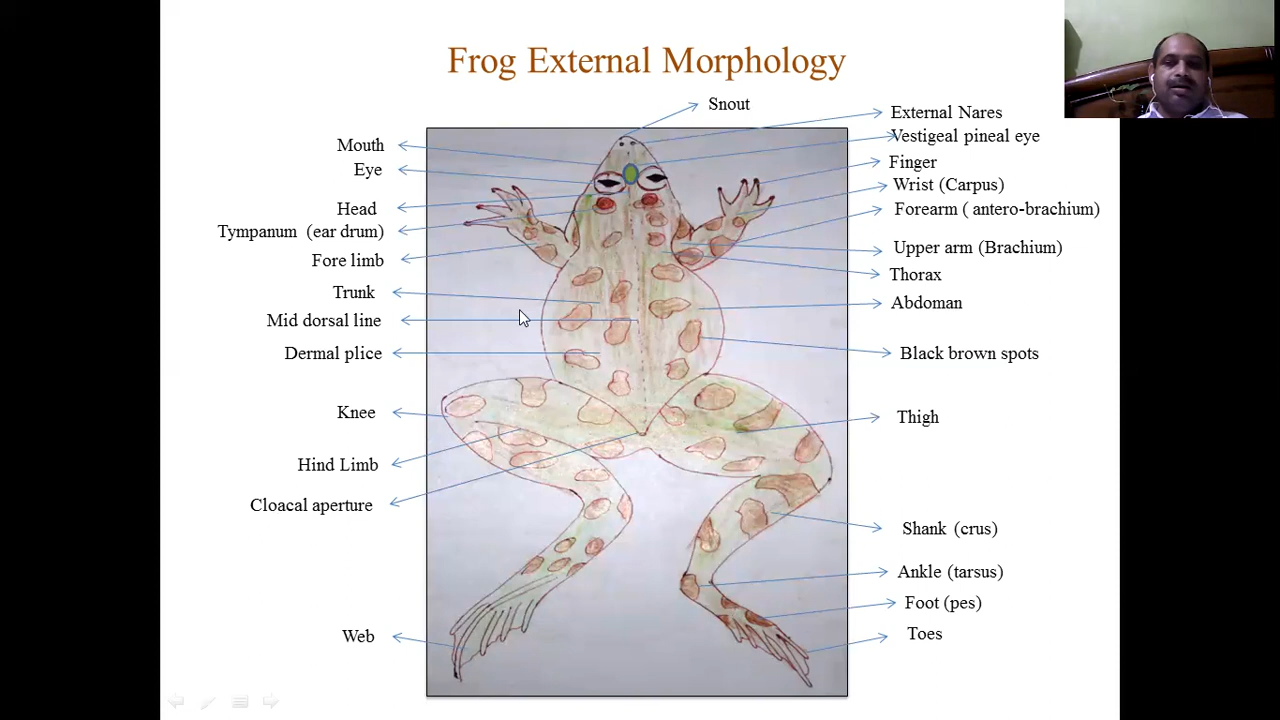 Frog External Morphology
Snout
External Nares
Vestigeal pineal eye
Mouth
Finger
Eye
Wrist (Carpus)
Head
Forearm ( antero-brachium)
Tympanum (ear drum)
Upper arm (Brachium)
Fore limb
Thorax
Trunk
Abdoman
Mid dorsal line
Dermal plice
Black brown spots
Knee
Thigh
Hind Limb
Cloacal aperture
Shank (crus)
Ankle (tarsus)
Foot (pes)
Web
Toes